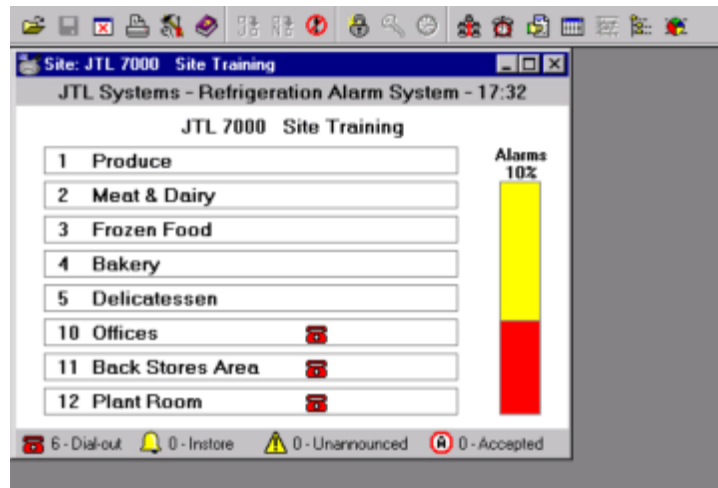 Site: JTL 7000 Site Training
JTL Systems - Refrigeration Alarm System - 17:32
JTL 7000 Site Training
Alarms
10%
1 Produce
2 Meat & Dairy
3 Frozen Food
4 Bakery
5 Delicatessen
10 Offices
11 Back Stores Area
12 Plant Room
6 - Dial-out 0 - Instore 0 - Unannounced A 0 - Accepted